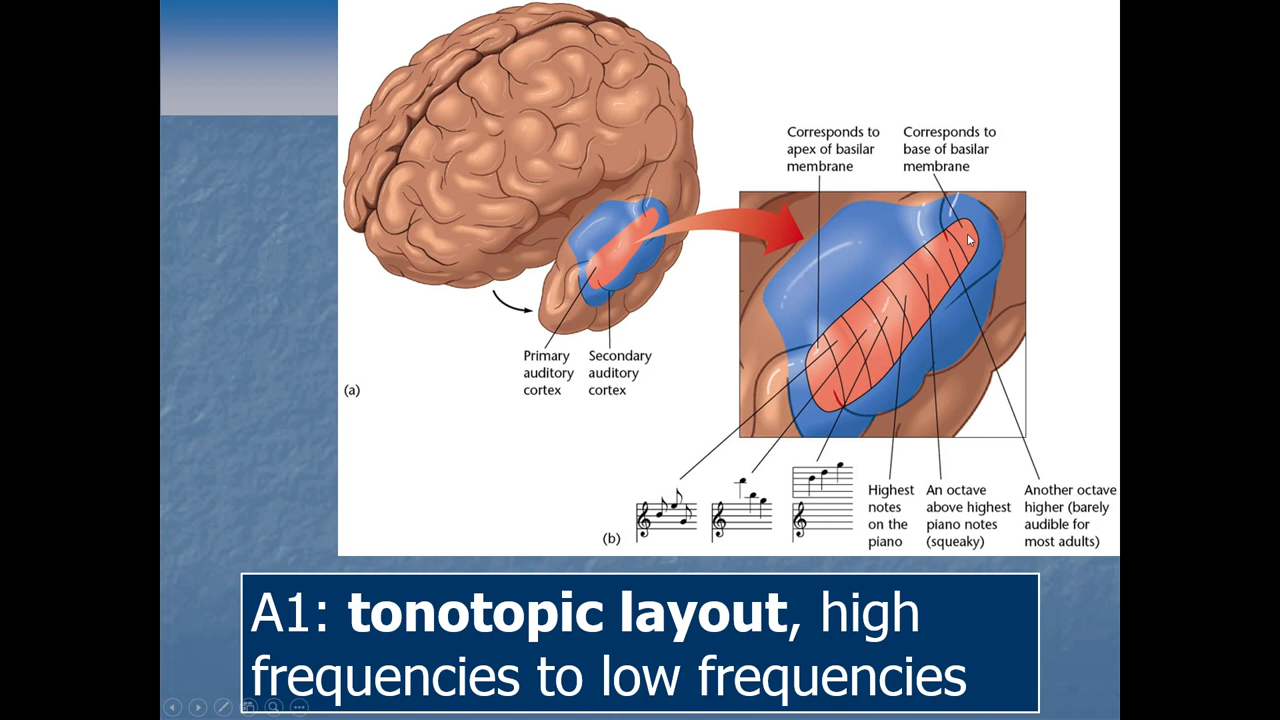 Corresponds to
apex of basilar
membrane
Corresponds to
base of basilar
membrane
Primary
auditory
cortex
Secondary
auditory
cortex
(a)
Highest
notes
on the
piano
An octave
above highest
piano notes
(squeaky)
Another octave
higher (barely
audible for
most adults)
(b)
A1: tonotopic layout, high
frequencies to low frequencies